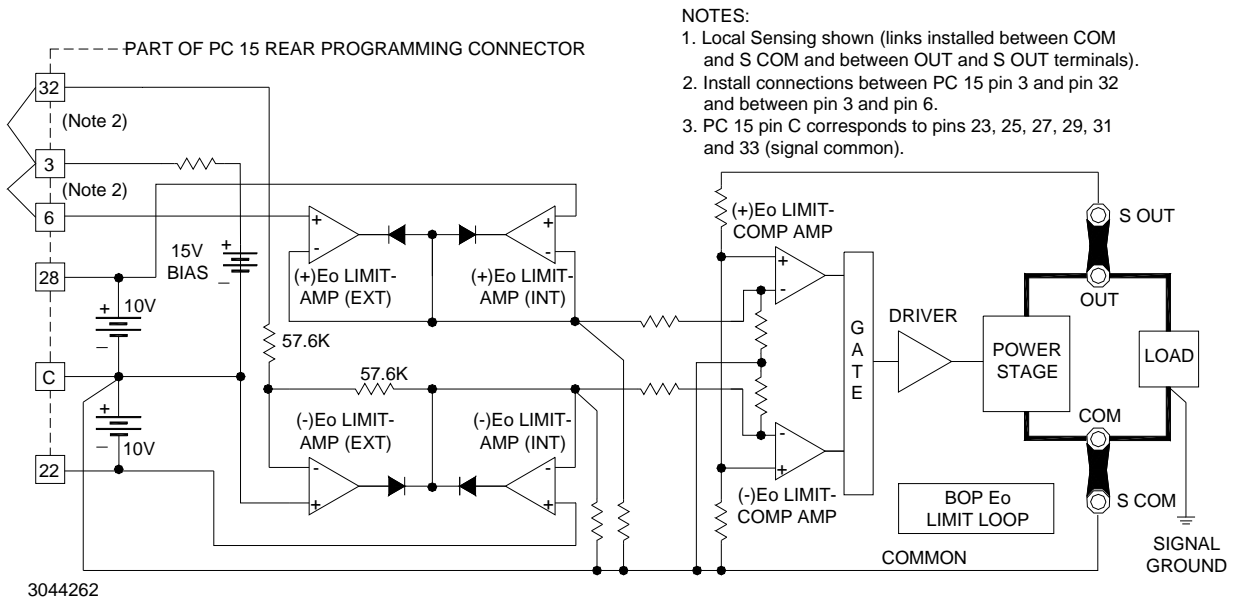 NOTES:
1. Local Sensing shown (links installed between COM
and S COM and between OUT and S OUT terminals).
2. Install connections between PC 15 pin 3 and pin 32
and between pin 3 and pin 6.
3. PC 15 pin C corresponds to pins 23, 25, 27, 29, 31
and 33 (signal common).
PART OF PC 15 REAR PROGRAMMING CONNECTOR
32
(Note 2)
3
(Note 2)
6
28
C
22
15V
BIAS
+
–
+
10V
–
+
10V
–
57.6K
57.6K
+
-
(+)Eo LIMIT-
AMP (EXT)
+
-
(+)Eo LIMIT-
AMP (INT)
(-)Eo LIMIT-
AMP (EXT)
-
+
(-)Eo LIMIT-
AMP (INT)
-
+
(+)Eo LIMIT-
COMP AMP
+
-
-
+
(-)Eo LIMIT-
COMP AMP
G
A
T
E
DRIVER
POWER
STAGE
S OUT
OUT
LOAD
COM
S COM
BOP Eo
LIMIT LOOP
SIGNAL
GROUND
COMMON
3044262